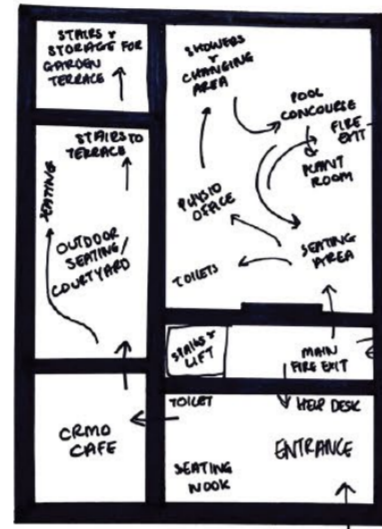 STAIRS &
STORAGE FOR
GARDEN
TERRACE
SHOWERS
&
CHANGING
AREA
POOL
CONCOURSE
FIRE
EXIT
PLANT
ROOM
STAIRS TO
TERRACE
SEATING
OUTDOOR
SEATING/
COURTYARD
PHYSIO
OFFICE
TOILETS
SEATING
AREA
STAIRS &
LIFT
MAIN
FIRE EXIT
TOILET
HELP DESK
CRMO
CAFE
SEATING
NOOK
ENTRANCE